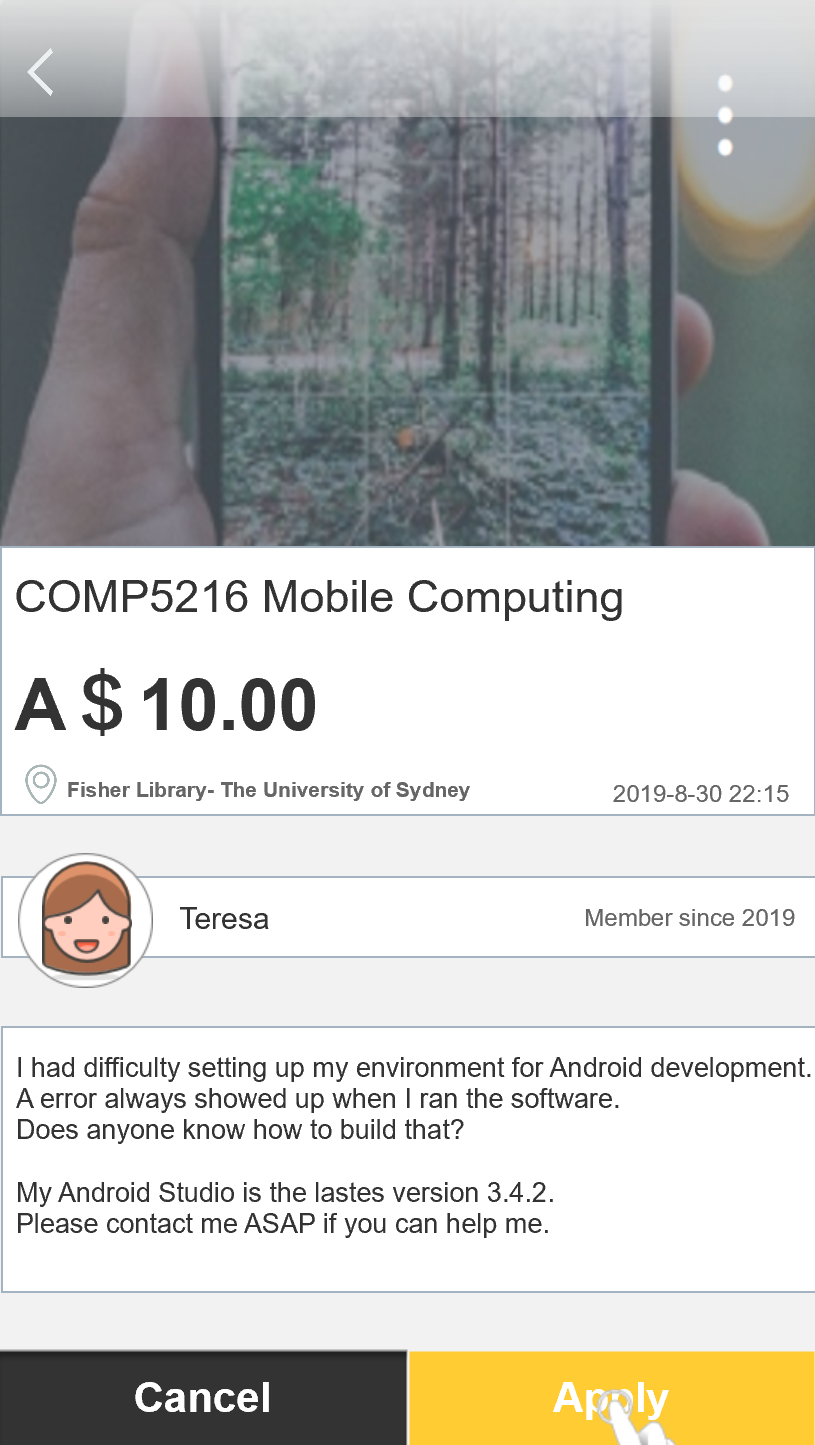 COMP5216 Mobile Computing
A $ 10.00
Fisher Library- The University of Sydney
2019-8-30 22:15
Teresa
Member since 2019
I had difficulty setting up my environment for Android development.
A error always showed up when I ran the software.
Does anyone know how to build that?
My Android Studio is the lastes version 3.4.2.
Please contact me ASAP if you can help me.
Cancel
Apply